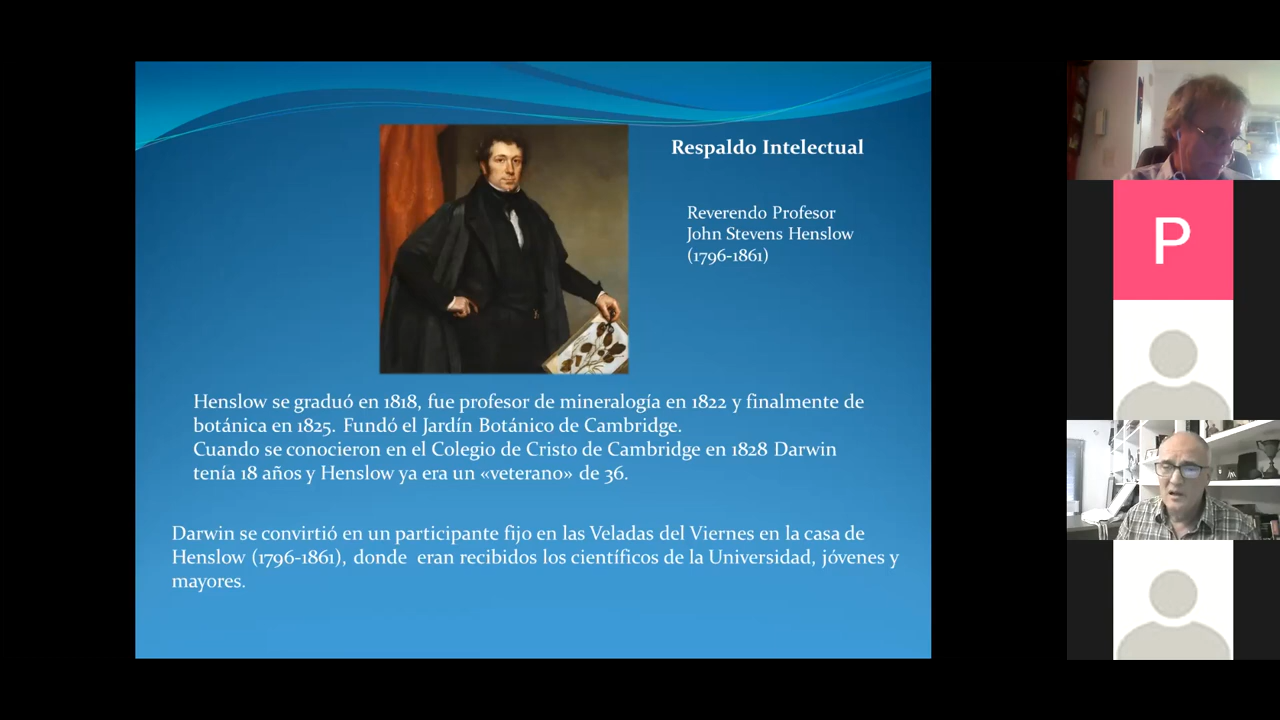 Respaldo Intelectual
Reverendo Profesor
John Stevens Henslow
(1796-1861)
Henslow se graduó en 1818, fue profesor de mineralogía en 1822 y finalmente de
botánica en 1825. Fundó el Jardín Botánico de Cambridge.
Cuando se conocieron en el Colegio de Cristo de Cambridge en 1828 Darwin
tenía 18 años y Henslow ya era un «veterano» de 36.
Darwin se convirtió en un participante fijo en las Veladas del Viernes en la casa de
Henslow (1796-1861), donde eran recibidos los científicos de la Universidad, jóvenes y
mayores.
P